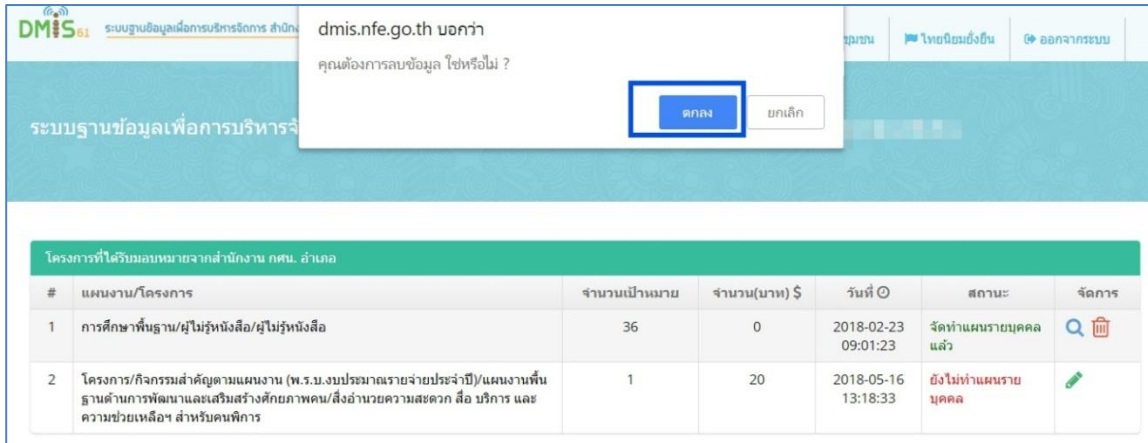 DMIS61 ระบบฐานข้อมูลเพื่อการบริหารจัดการ
dmis.nfe.go.th บอกว่า
คุณต้องการลบข้อมูล ใช่หรือไม่ ?
ตกลง ยกเลิก
ชุมชน ไทยนิยมยั่งยืน ออกจากระบบ
ระบบฐานข้อมูลเพื่อการบริหารจั
โครงการที่ได้รับมอบหมายจากสำนักงาน กศน. อำเภอ
# แผนงาน/โครงการ จำนวนเป้าหมาย จำนวน(บาท) $ วันที่ สถานะ จัดการ
1 การศึกษาพื้นฐาน/ผู้ไม่รู้หนังสือ/ผู้ไม่รู้หนังสือ 36 0 2018-02-23 จัดทำแผนรายบุคคล
09:01:23 แล้ว
2 โครงการ/กิจกรรมสำคัญตามแผนงาน (พ.ร.บ.งบประมาณรายจ่ายประจำปี)/แผนงานพื้น 1 20 2018-05-16 ยังไม่ทำแผนราย
ฐานด้านการพัฒนาและเสริมสร้างศักยภาพคน/สิ่งอำนวยความสะดวก สื่อ บริการ และ 13:18:33 บุคคล
ความช่วยเหลือฯ สำหรับคนพิการ